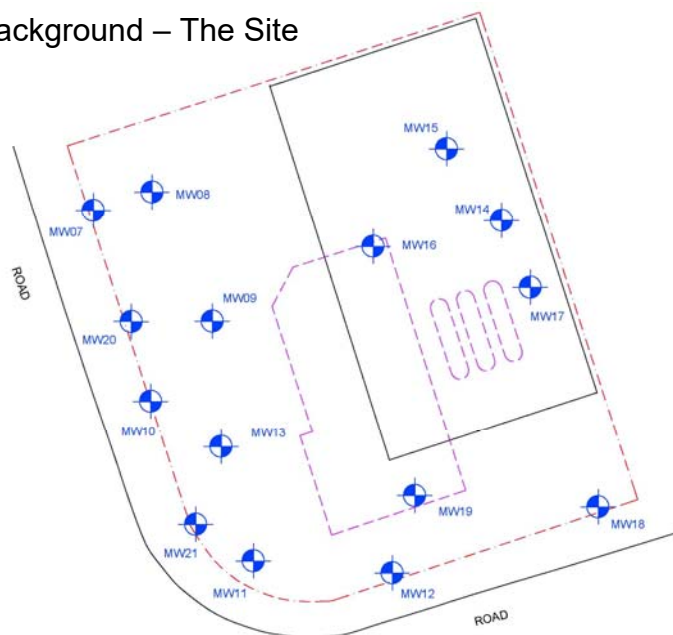 ackground – The Site
MW15
MW08
MW14
MW07
MW16
ROAD
MW09
MW17
MW20
MW10
MW13
MW19
MW18
MW21
MW11
MW12
ROAD